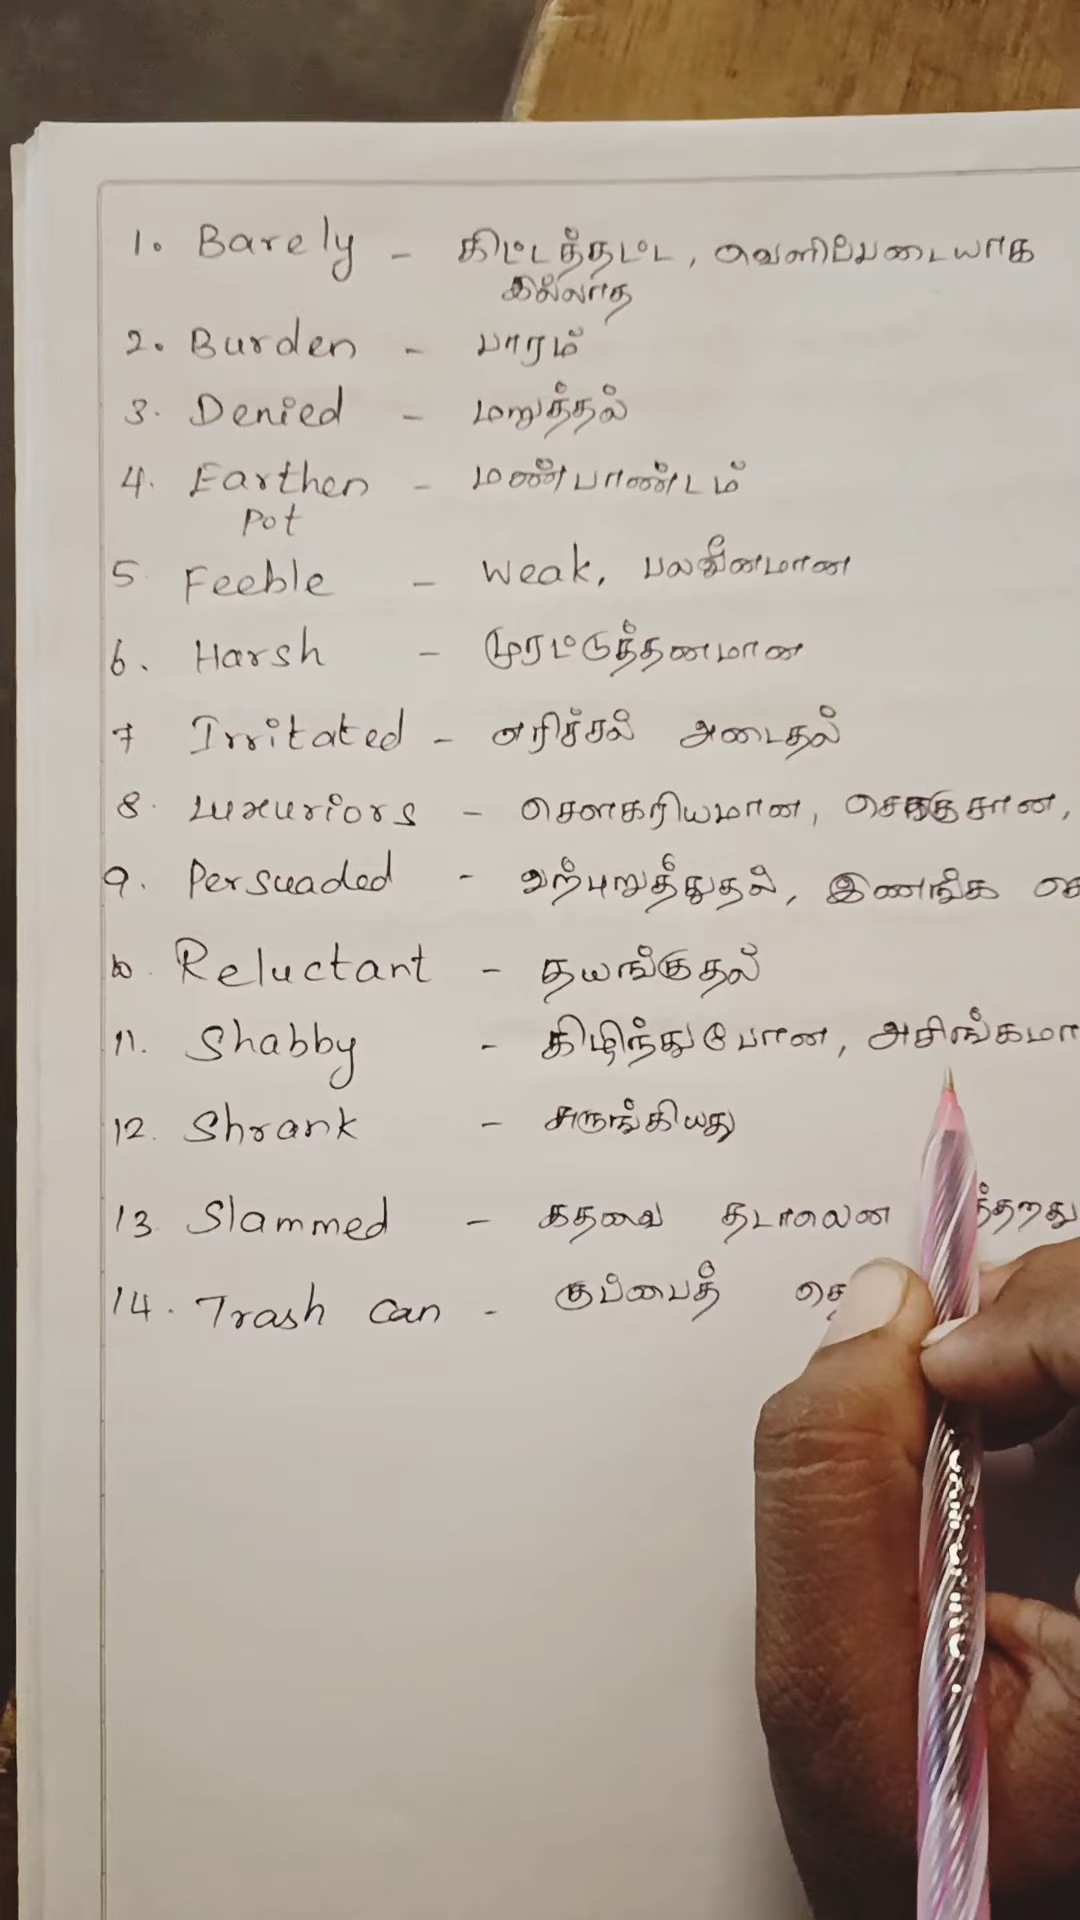 1. Barely - கிட்டத்தட்ட, வெளிப்படையாக
இல்லாத
2. Burden - பாரம்
3. Denied - மறுத்தல்
4. Earthen - மண்பாண்டம்
Pot
5 Feeble - Weak, பலவீனமான
6. Harsh - முரட்டுத்தனமான
7 Irritated - எரிச்சல் அடைதல்
8. Luxuriors - சௌகரியமான,
9. Persuaded - வற்புறுத்துதல், இணங்க
10. Reluctant - தயங்குதல்
11. Shabby - கிழிந்துபோன, அசிங்கமா
12. Shrank - சுருங்கியது
13 Slammed - கதவை தடாலென
14. Trash can - குப்பைத்